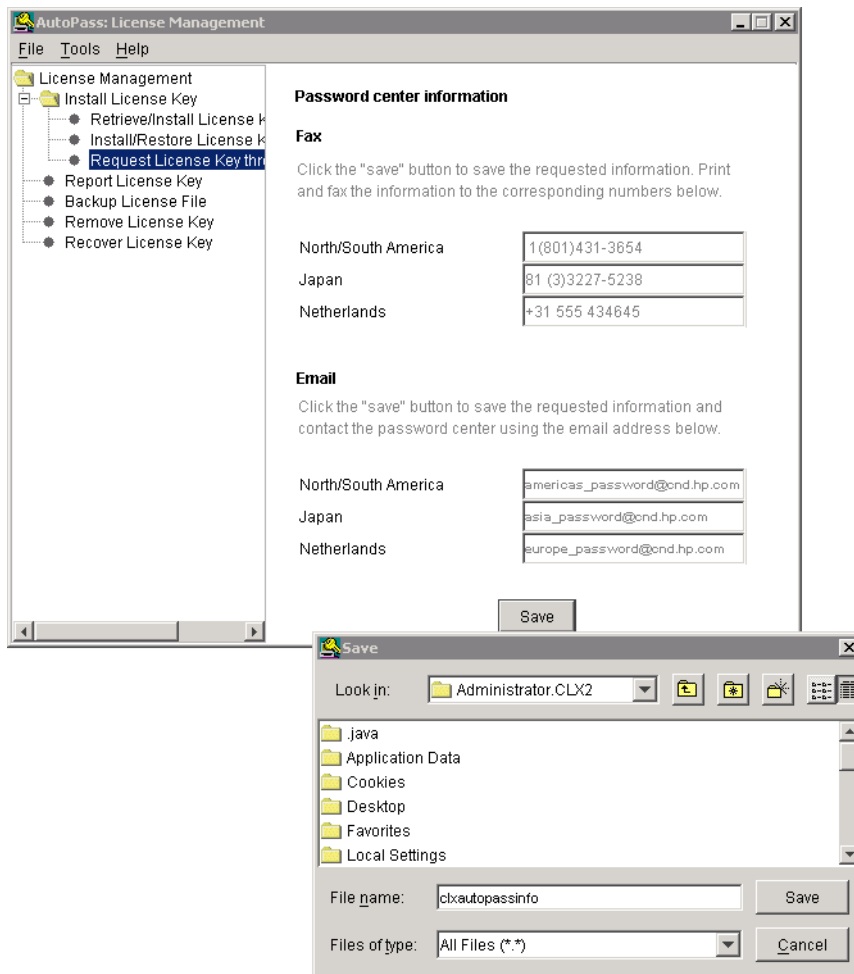 AutoPass: License Management
File Tools Help
License Management
Install License Key
Retrieve/Install License K
Install/Restore License K
Request License Key thr
Report License Key
Backup License File
Remove License Key
Recover License Key
Password center information
Fax
Click the "save" button to save the requested information. Print
and fax the information to the corresponding numbers below.
North/South America 1(801)431-3654
Japan 81 (3)3227-5238
Netherlands +31 555 434645
Email
Click the "save" button to save the requested information and
contact the password center using the email address below.
North/South America americas_password@cnd.hp.com
Japan asia_password@cnd.hp.com
Netherlands europe_password@cnd.hp.com
Save
Save
Look in: Administrator.CLX2
.java
Application Data
Cookies
Desktop
Favorites
Local Settings
File name: clxautopassinfo Save
Files of type: All Files (*.*) Cancel